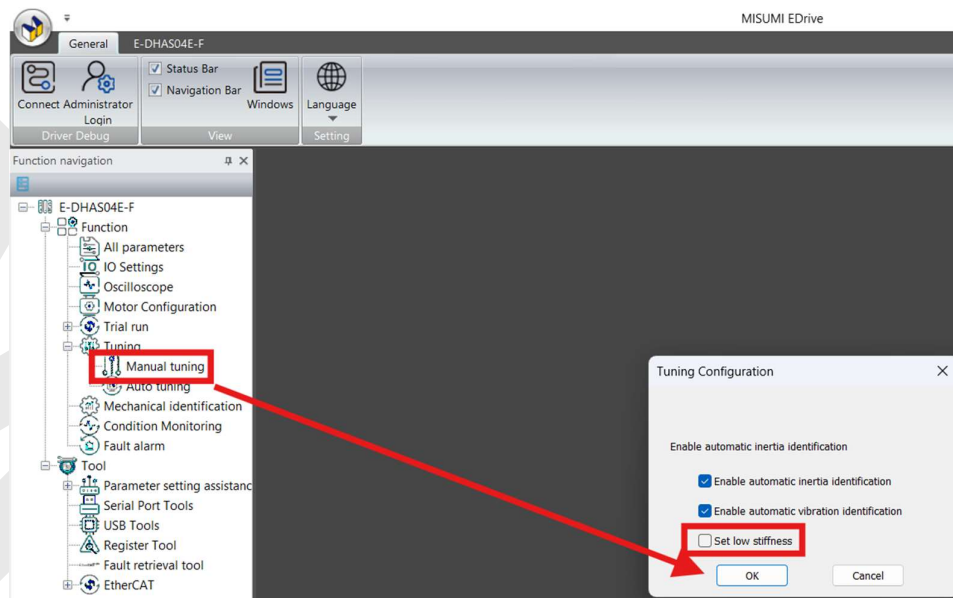 MISUMI EDrive
General E-DHAS04E-F
Connect Administrator Login
Status Bar
Navigation Bar
Windows
Language
Driver Debug View Setting
Function navigation
E-DHAS04E-F
Function
All parameters
IO Settings
Oscilloscope
Motor Configuration
Trial run
Tuning
Manual tuning
Auto tuning
Mechanical identification
Condition Monitoring
Fault alarm
Tool
Parameter setting assistanc
Serial Port Tools
USB Tools
Register Tool
Fault retrieval tool
EtherCAT
Tuning Configuration
Enable automatic inertia identification
Enable automatic inertia identification
Enable automatic vibration identification
Set low stiffness
OK Cancel